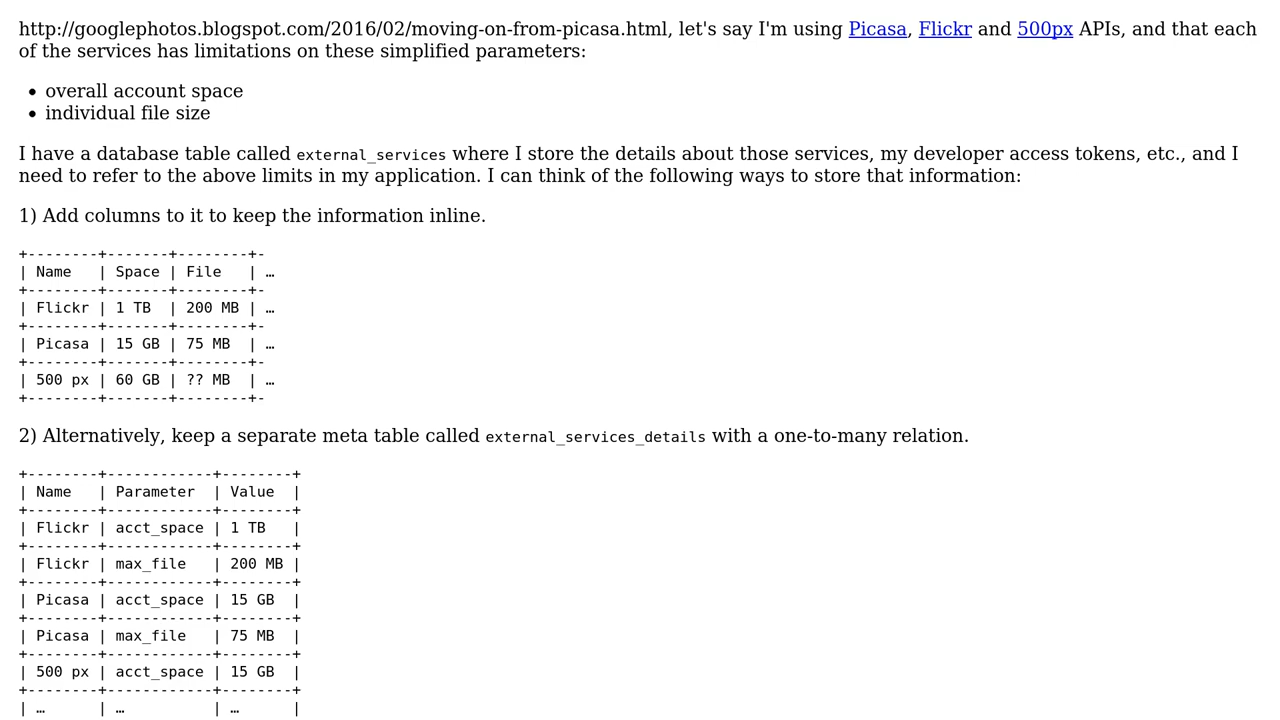 http://googlephotos.blogspot.com/2016/02/moving-on-from-picasa.html, let's say I'm using Picasa, Flickr and 500px APIs, and that each
of the services has limitations on these simplified parameters:
• overall account space
• individual file size
I have a database table called external_services where I store the details about those services, my developer access tokens, etc., and I
need to refer to the above limits in my application. I can think of the following ways to store that information:
1) Add columns to it to keep the information inline.
+--------+-------+--------+-
| Name   | Space | File   | …
+--------+-------+--------+-
| Flickr | 1 TB  | 200 MB | …
+--------+-------+--------+-
| Picasa | 15 GB | 75 MB  | …
+--------+-------+--------+-
| 500 px | 60 GB | ?? MB  | …
+--------+-------+--------+-
2) Alternatively, keep a separate meta table called external_services_details with a one-to-many relation.
+--------+------------+--------+
| Name   | Parameter  | Value  |
+--------+------------+--------+
| Flickr | acct_space | 1 TB   |
+--------+------------+--------+
| Flickr | max_file   | 200 MB |
+--------+------------+--------+
| Picasa | acct_space | 15 GB  |
+--------+------------+--------+
| Picasa | max_file   | 75 MB  |
+--------+------------+--------+
| 500 px | acct_space | 15 GB  |
+--------+------------+--------+
| …      | …          | …      |